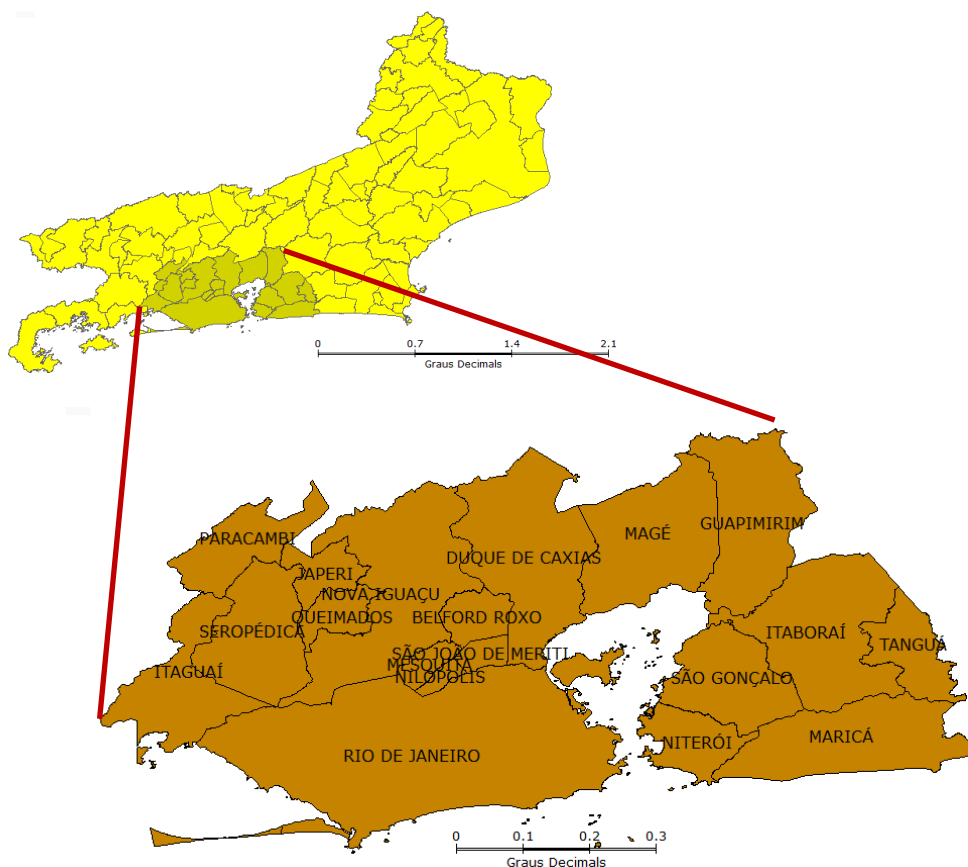 0 0.7 1.4 2.1
Graus Decimals
GUAPIMIRIM
MAGÉ
PARACAMBI
DUQUE DE CAXIAS
JAPERI
NOVA IGUAÇU
QUEIMADOS BELFORD ROXO
SEROPÉDICA ITABORAÍ
TANGUÁ
SÃO JOÃO DE MERITI
MESQUITA
ITAGUAÍ NILÓPOLIS SÃO GONÇALO
MARICÁ
NITERÓI
RIO DE JANEIRO
0 0.1 0.2 0.3
Graus Decimals